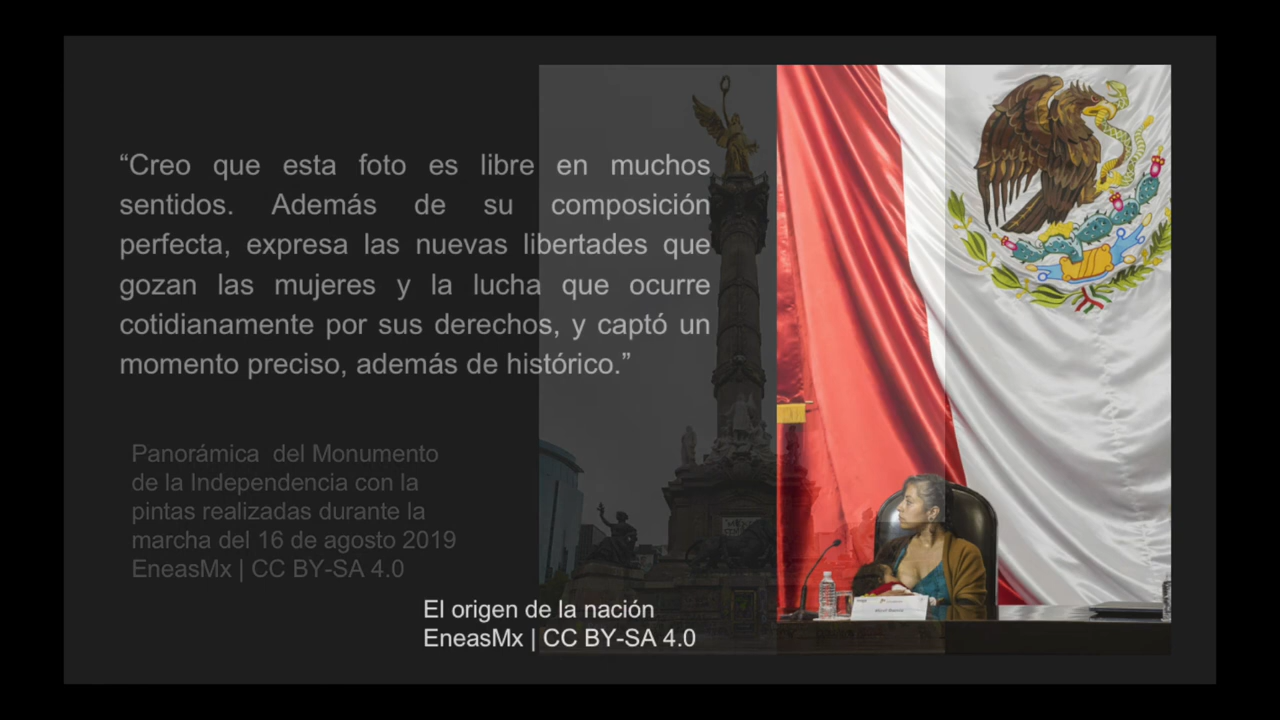 “Creo que esta foto es libre en muchos
sentidos. Además de su composición
perfecta, expresa las nuevas libertades que
gozan las mujeres y la lucha que ocurre
cotidianamente por sus derechos, y captó un
momento preciso, además de histórico.”
Panorámica del Monumento
de la Independencia con la
pintas realizadas durante la
marcha del 16 de agosto 2019
EneasMx | CC BY-SA 4.0
El origen de la nación
EneasMx | CC BY-SA 4.0